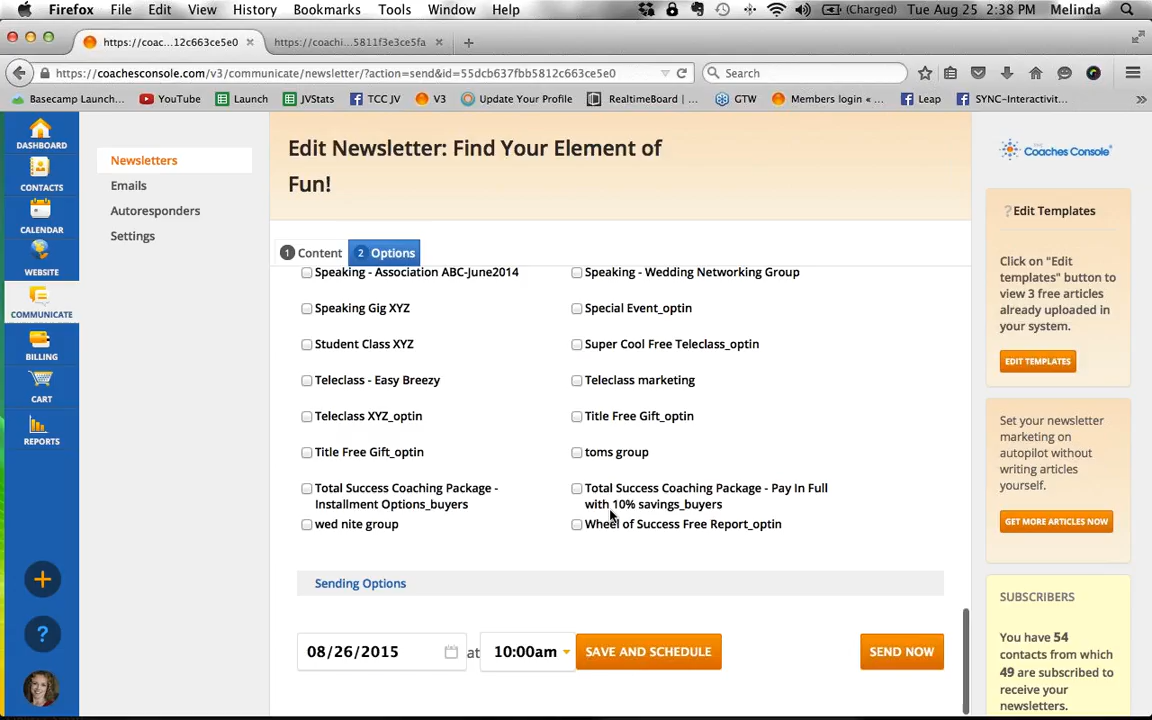 Firefox File Edit View History Bookmarks Tools Window Help (Charged) Tue Aug 25 2:38 PM Melinda
https://coac...12c663ce5e0 × https://coachi...5811f3e3ce5fa × +
https://coachesconsole.com/v3/communicate/newsletter/?action=send&id=55dcb637fbb5812c663ce5e0 Search
Basecamp Launch... YouTube Launch JVStats TCC JV V3 Update Your Profile RealtimeBoard | ... GTW Members login « ... Leap SYNC-Interactivit... »
DASHBOARD
CONTACTS
CALENDAR
WEBSITE
COMMUNICATE
BILLING
CART
REPORTS
+
?
Newsletters
Emails
Autoresponders
Settings
Edit Newsletter: Find Your Element of
Fun!
1 Content 2 Options
Speaking - Association ABC-June2014 Speaking - Wedding Networking Group
Speaking Gig XYZ Special Event_optin
Student Class XYZ Super Cool Free Teleclass_optin
Teleclass - Easy Breezy Teleclass marketing
Teleclass XYZ_optin Title Free Gift_optin
Title Free Gift_optin toms group
Total Success Coaching Package - Total Success Coaching Package - Pay In Full
Installment Options_buyers with 10% savings_buyers
wed nite group Wheel of Success Free Report_optin
Sending Options
08/26/2015 at 10:00am SAVE AND SCHEDULE SEND NOW
Coaches Console
?Edit Templates
Click on "Edit
templates" button to
view 3 free articles
already uploaded in
your system.
EDIT TEMPLATES
Set your newsletter
marketing on
autopilot without
writing articles
yourself.
GET MORE ARTICLES NOW
SUBSCRIBERS
You have 54
contacts from which
49 are subscribed to
receive your
newsletters.